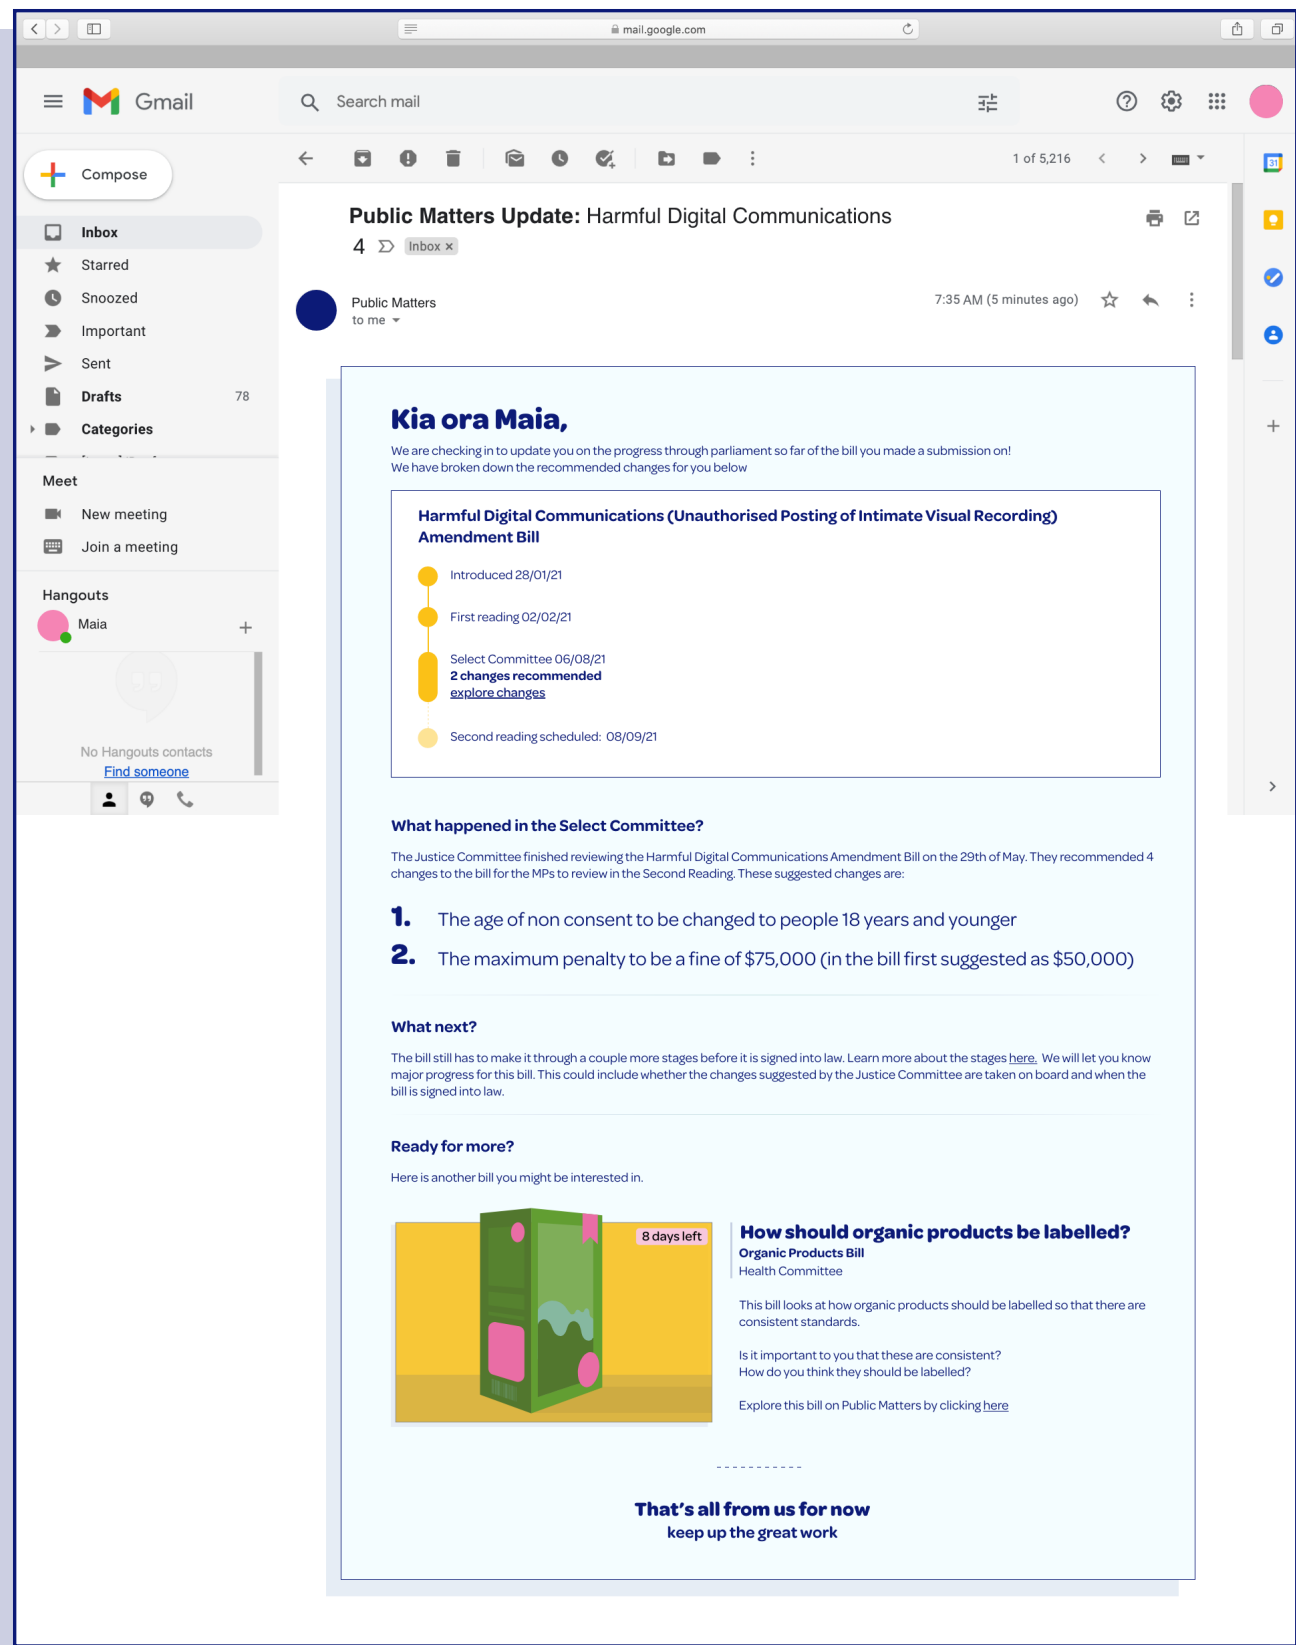 mail.google.com
Gmail
Search mail
Compose
1 of 5,216
31
Inbox
Starred
Snoozed
Important
Sent
Drafts 78
Categories
Meet
New meeting
Join a meeting
Hangouts
Maia
No Hangouts contacts
Find someone
Public Matters Update: Harmful Digital Communications
4 Inbox ×
Public Matters
to me
7:35 AM (5 minutes ago)
Kia ora Maia,
We are checking in to update you on the progress through parliament so far of the bill you made a submission on!
We have broken down the recommended changes for you below
Harmful Digital Communications (Unauthorised Posting of Intimate Visual Recording)
Amendment Bill
Introduced 28/01/21
First reading 02/02/21
Select Committee 06/08/21
2 changes recommended
explore changes
Second reading scheduled: 08/09/21
What happened in the Select Committee?
The Justice Committee finished reviewing the Harmful Digital Communications Amendment Bill on the 29th of May. They recommended 4
changes to the bill for the MPs to review in the Second Reading. These suggested changes are:
1. The age of non consent to be changed to people 18 years and younger
2. The maximum penalty to be a fine of $75,000 (in the bill first suggested as $50,000)
What next?
The bill still has to make it through a couple more stages before it is signed into law. Learn more about the stages here. We will let you know
major progress for this bill. This could include whether the changes suggested by the Justice Committee are taken on board and when the
bill is signed into law.
Ready for more?
Here is another bill you might be interested in.
8 days left
How should organic products be labelled?
Organic Products Bill
Health Committee
This bill looks at how organic products should be labelled so that there are
consistent standards.
Is it important to you that these are consistent?
How do you think they should be labelled?
Explore this bill on Public Matters by clicking here
That's all from us for now
keep up the great work